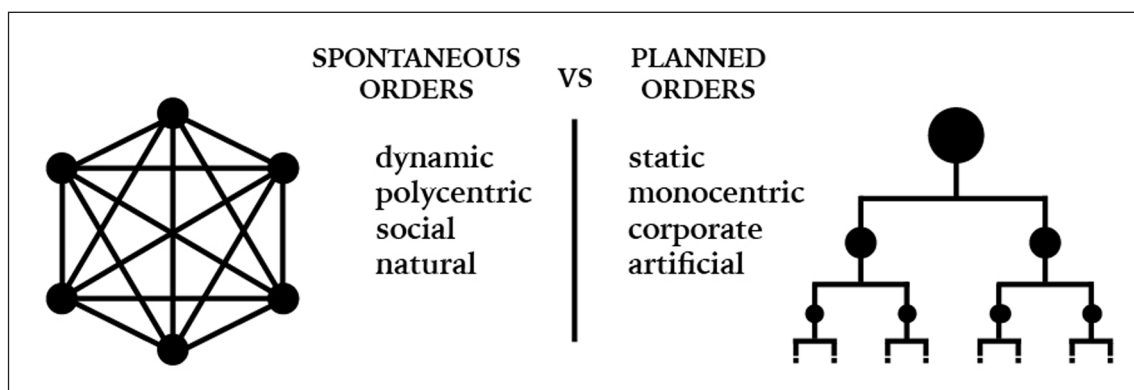 SPONTANEOUS
ORDERS
VS
PLANNED
ORDERS
dynamic
polycentric
social
natural
static
monocentric
corporate
artificial